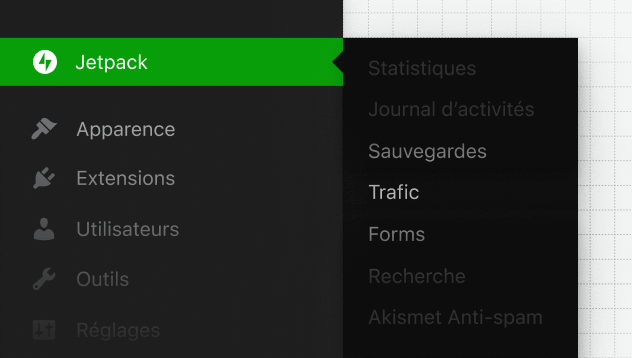 Jetpack
Apparence
Extensions
Utilisateurs
Outils
Réglages
Statistiques
Journal d’activités
Sauvegardes
Trafic
Forms
Recherche
Akismet Anti-spam